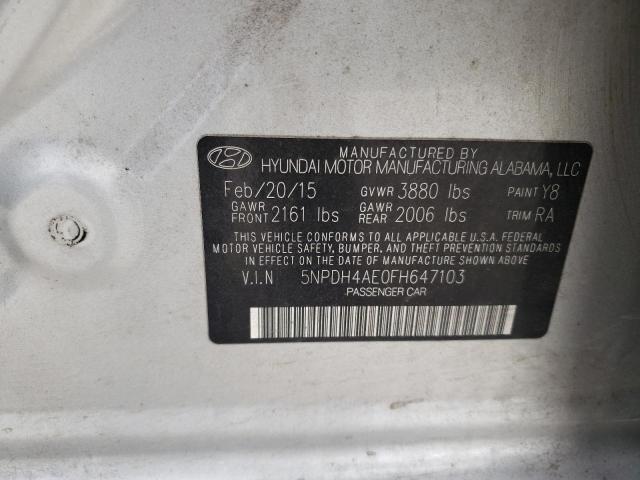 MANUFACTURED BY
HYUNDAI MOTOR MANUFACTURING ALABAMA, LLC
Feb/20/15 GVWR 3880 lbs PAINT Y8
GAWR FRONT 2161 lbs GAWR REAR 2006 lbs TRIM RA
THIS VEHICLE CONFORMS TO ALL APPLICABLE U.S.A. FEDERAL
MOTOR VEHICLE SAFETY, BUMPER, AND THEFT PREVENTION STANDARDS
IN EFFECT ON THE DATE OF MANUFACTURE SHOWN ABOVE
V.I.N 5NPDH4AE0FH647103
PASSENGER CAR